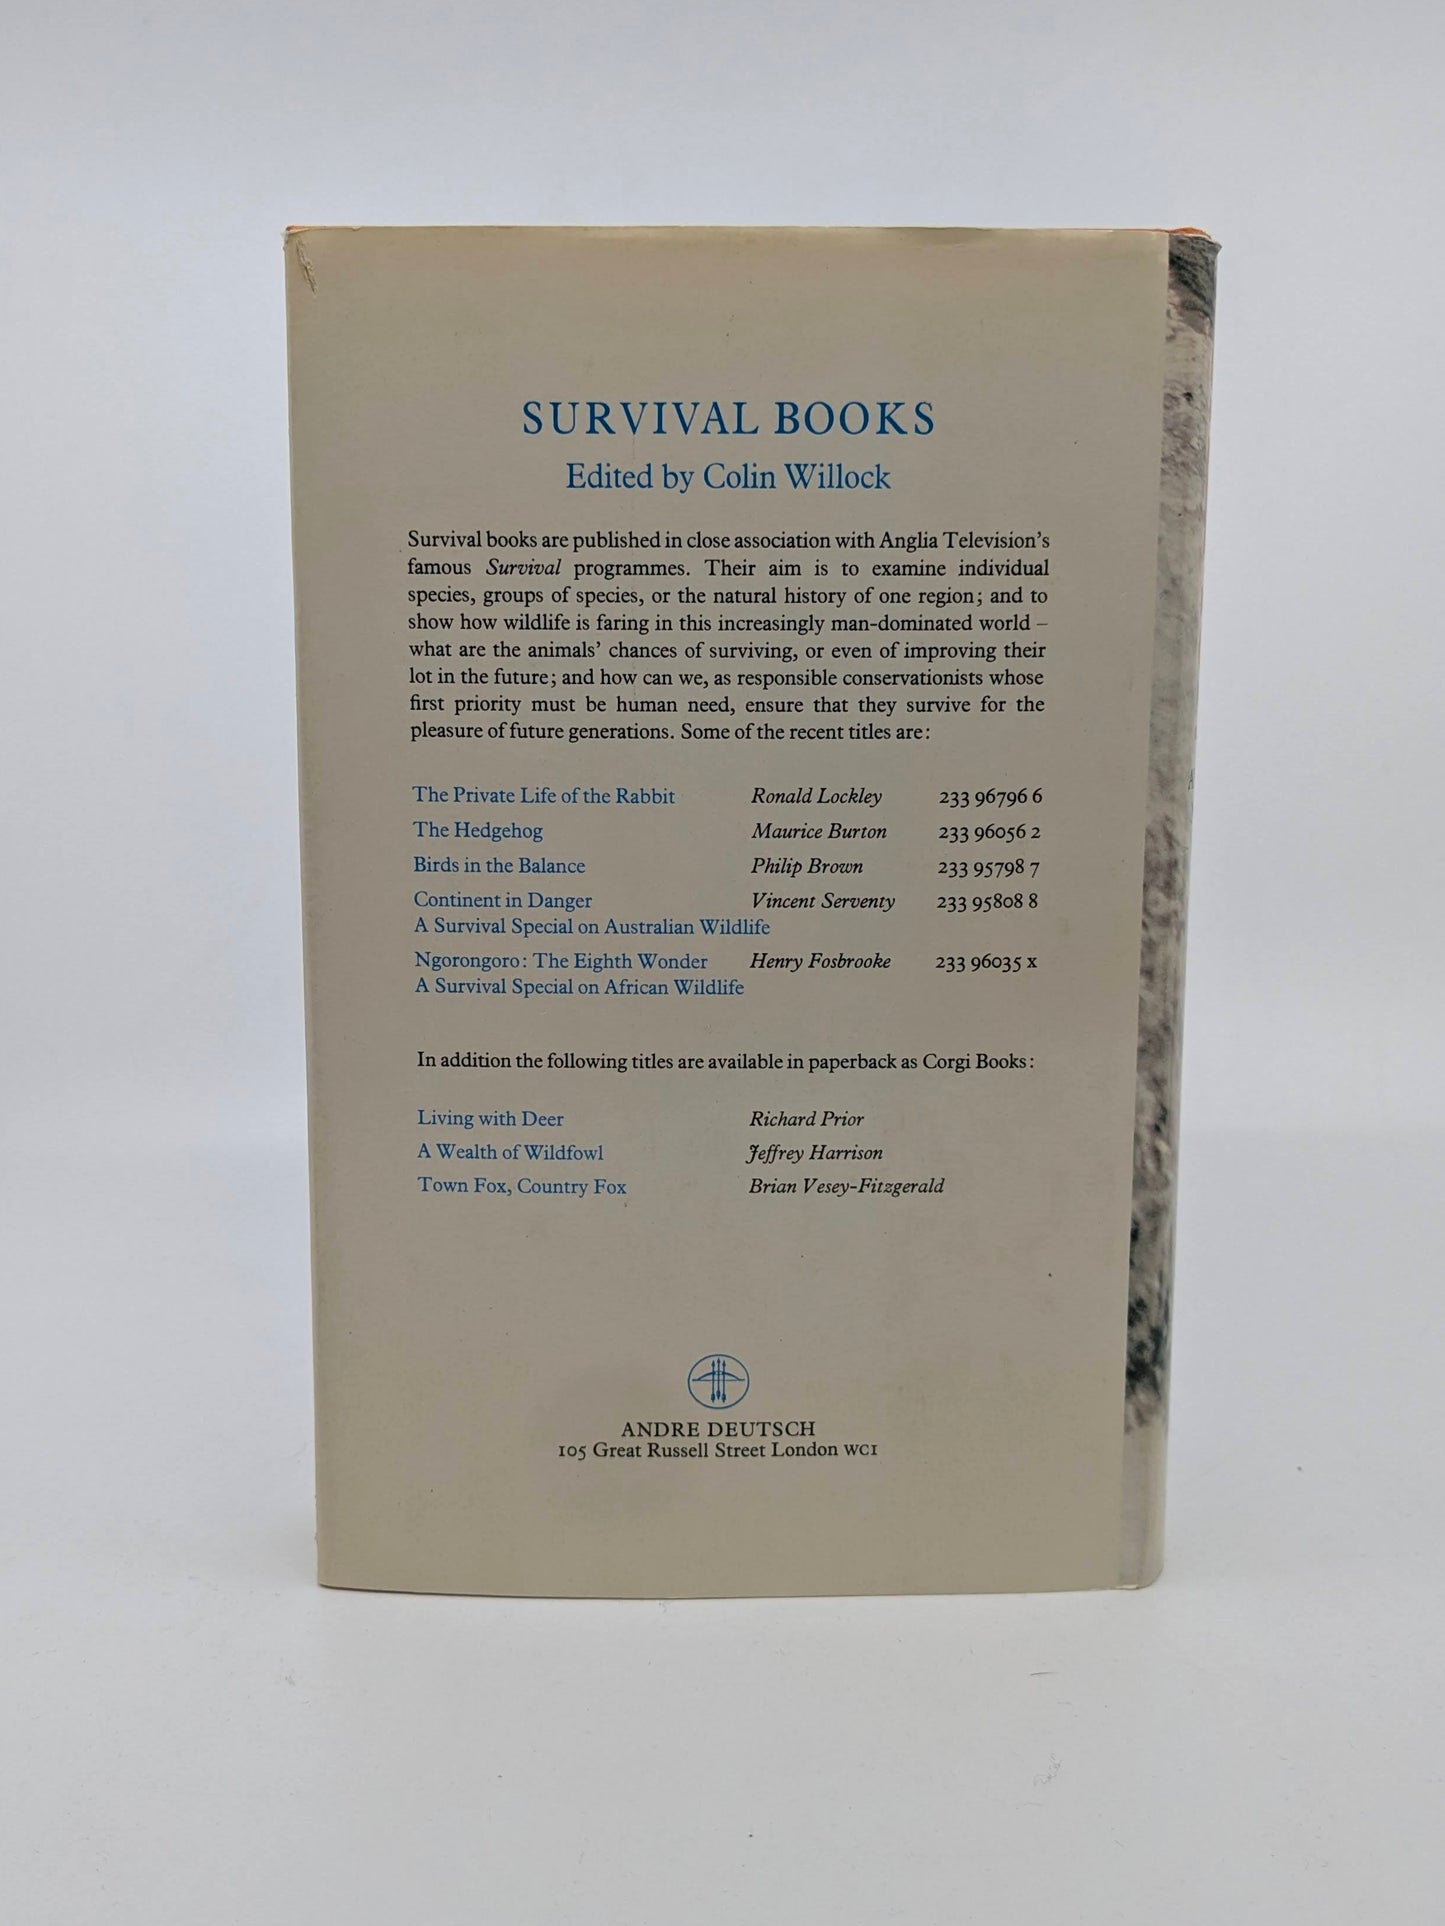 SURVIVAL BOOKS
Edited by Colin Willock
Survival books are published in close association with Anglia Television's
famous Survival programmes. Their aim is to examine individual
species, groups of species, or the natural history of one region; and to
show how wildlife is faring in this increasingly man-dominated world –
what are the animals' chances of surviving, or even of improving their
lot in the future; and how can we, as responsible conservationists whose
first priority must be human need, ensure that they survive for the
pleasure of future generations. Some of the recent titles are:
The Private Life of the Rabbit Ronald Lockley 233 96796 6
The Hedgehog Maurice Burton 233 96056 2
Birds in the Balance Philip Brown 233 95798 7
Continent in Danger Vincent Serventy 233 95808 8
A Survival Special on Australian Wildlife
Ngorongoro: The Eighth Wonder Henry Fosbrooke 233 96035 x
A Survival Special on African Wildlife
In addition the following titles are available in paperback as Corgi Books:
Living with Deer Richard Prior
A Wealth of Wildfowl Jeffrey Harrison
Town Fox, Country Fox Brian Vesey-Fitzgerald
ANDRE DEUTSCH
105 Great Russell Street London WC1